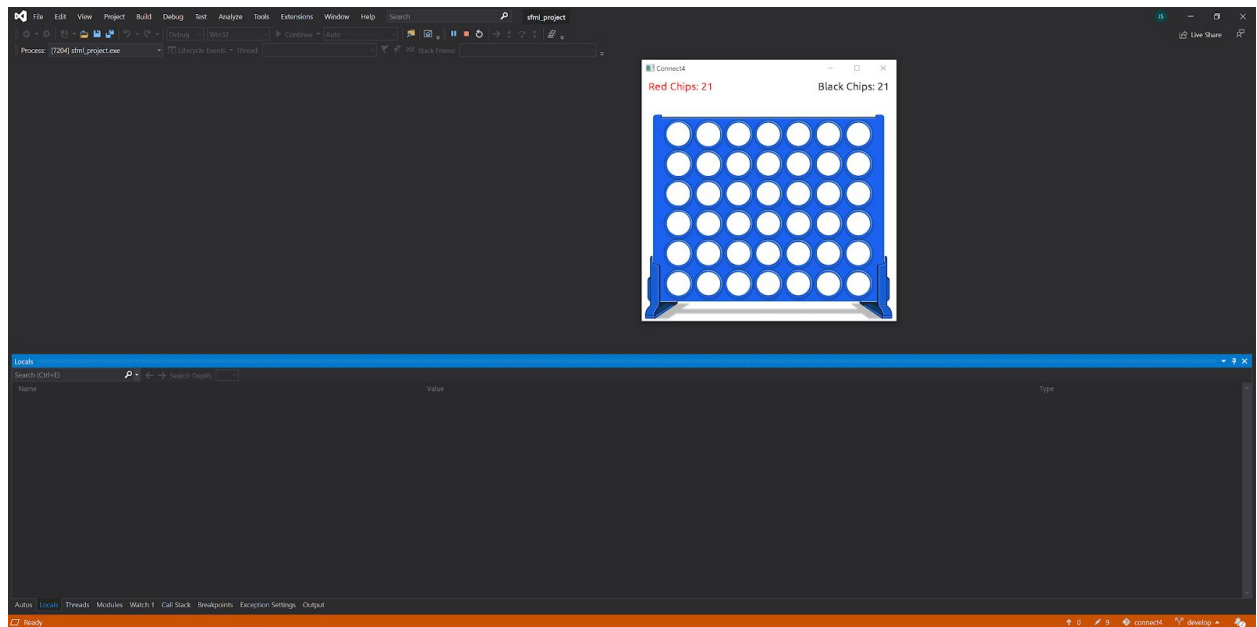 File Edit View Project Build Debug Test Analyze Tools Extensions Window Help Search sfml_project JS
Debug Win32 Continue Auto Live Share
Process: [7204] sfml_project.exe Lifecycle Events Thread: Stack Frame:
Connect4
Red Chips: 21 Black Chips: 21
Locals
Search (Ctrl+E) Search Depth:
Name Value Type
Autos Locals Threads Modules Watch 1 Call Stack Breakpoints Exception Settings Output
Ready 0 9 connect4 develop